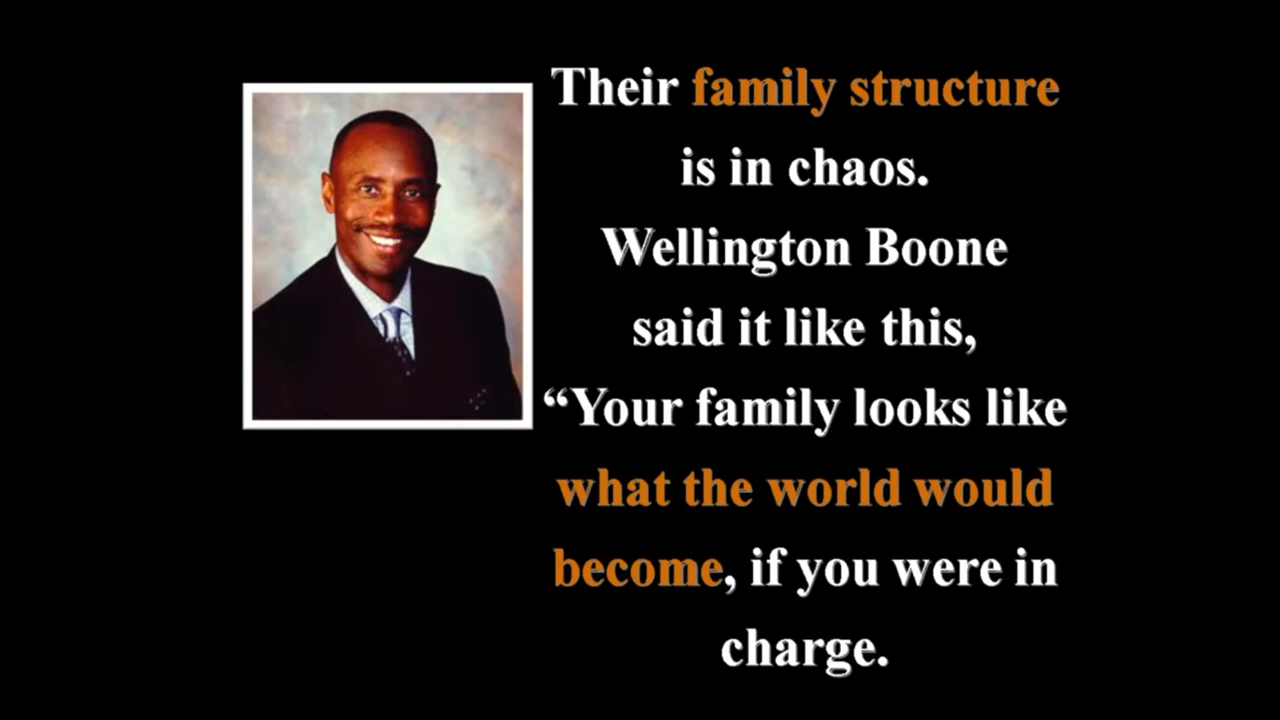 Their family structure
is in chaos.
Wellington Boone
said it like this,
“Your family looks like
what the world would
become, if you were in
charge.